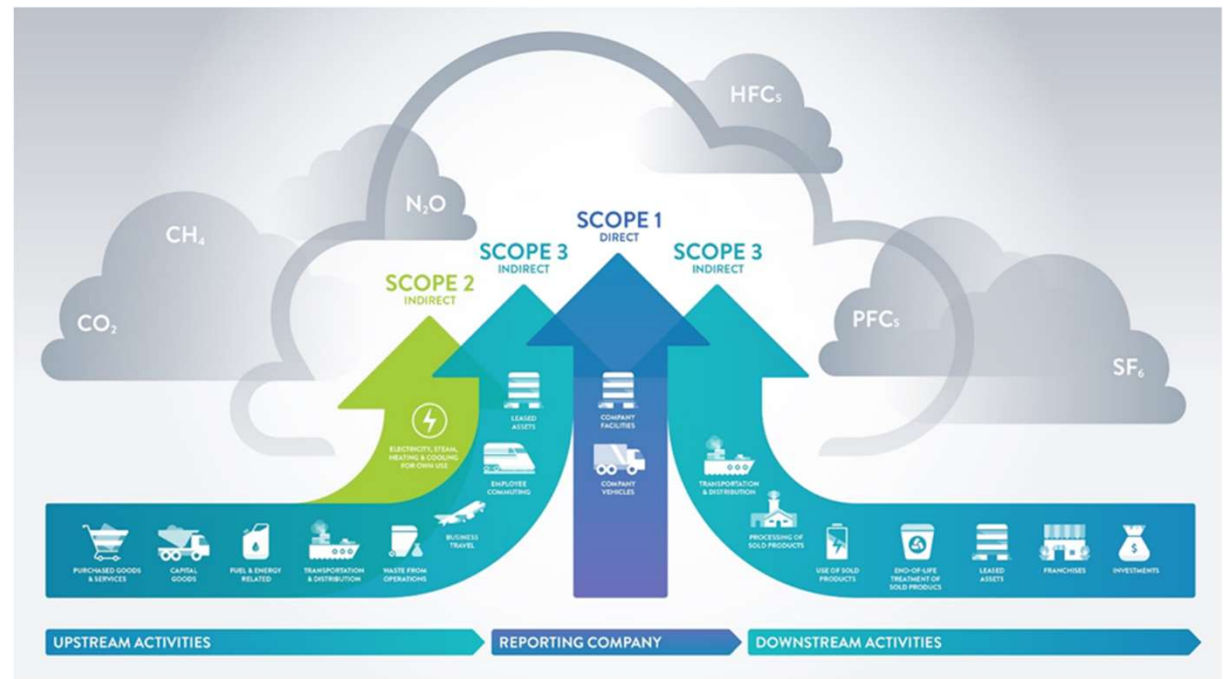 HFCs
N₂O
CH₄
CO₂
PFCs
SF₆
SCOPE 1
DIRECT
SCOPE 3
INDIRECT
SCOPE 3
INDIRECT
SCOPE 2
INDIRECT
ELECTRICITY, STEAM,
HEATING & COOLING
FOR OWN USE
LEASED
ASSETS
EMPLOYEE
COMMUTING
BUSINESS
TRAVEL
COMPANY
FACILITIES
COMPANY
VEHICLES
TRANSPORTATION
& DISTRIBUTION
PROCESSING OF
SOLD PRODUCTS
PURCHASED GOODS
& SERVICES
CAPITAL
GOODS
FUEL & ENERGY
RELATED
TRANSPORTATION
& DISTRIBUTION
WASTE FROM
OPERATIONS
USE OF SOLD
PRODUCTS
END-OF-LIFE
TREATMENT OF
SOLD PRODUCS
LEASED
ASSETS
FRANCHISES
$
INVESTMENTS
UPSTREAM ACTIVITIES
REPORTING COMPANY
DOWNSTREAM ACTIVITIES